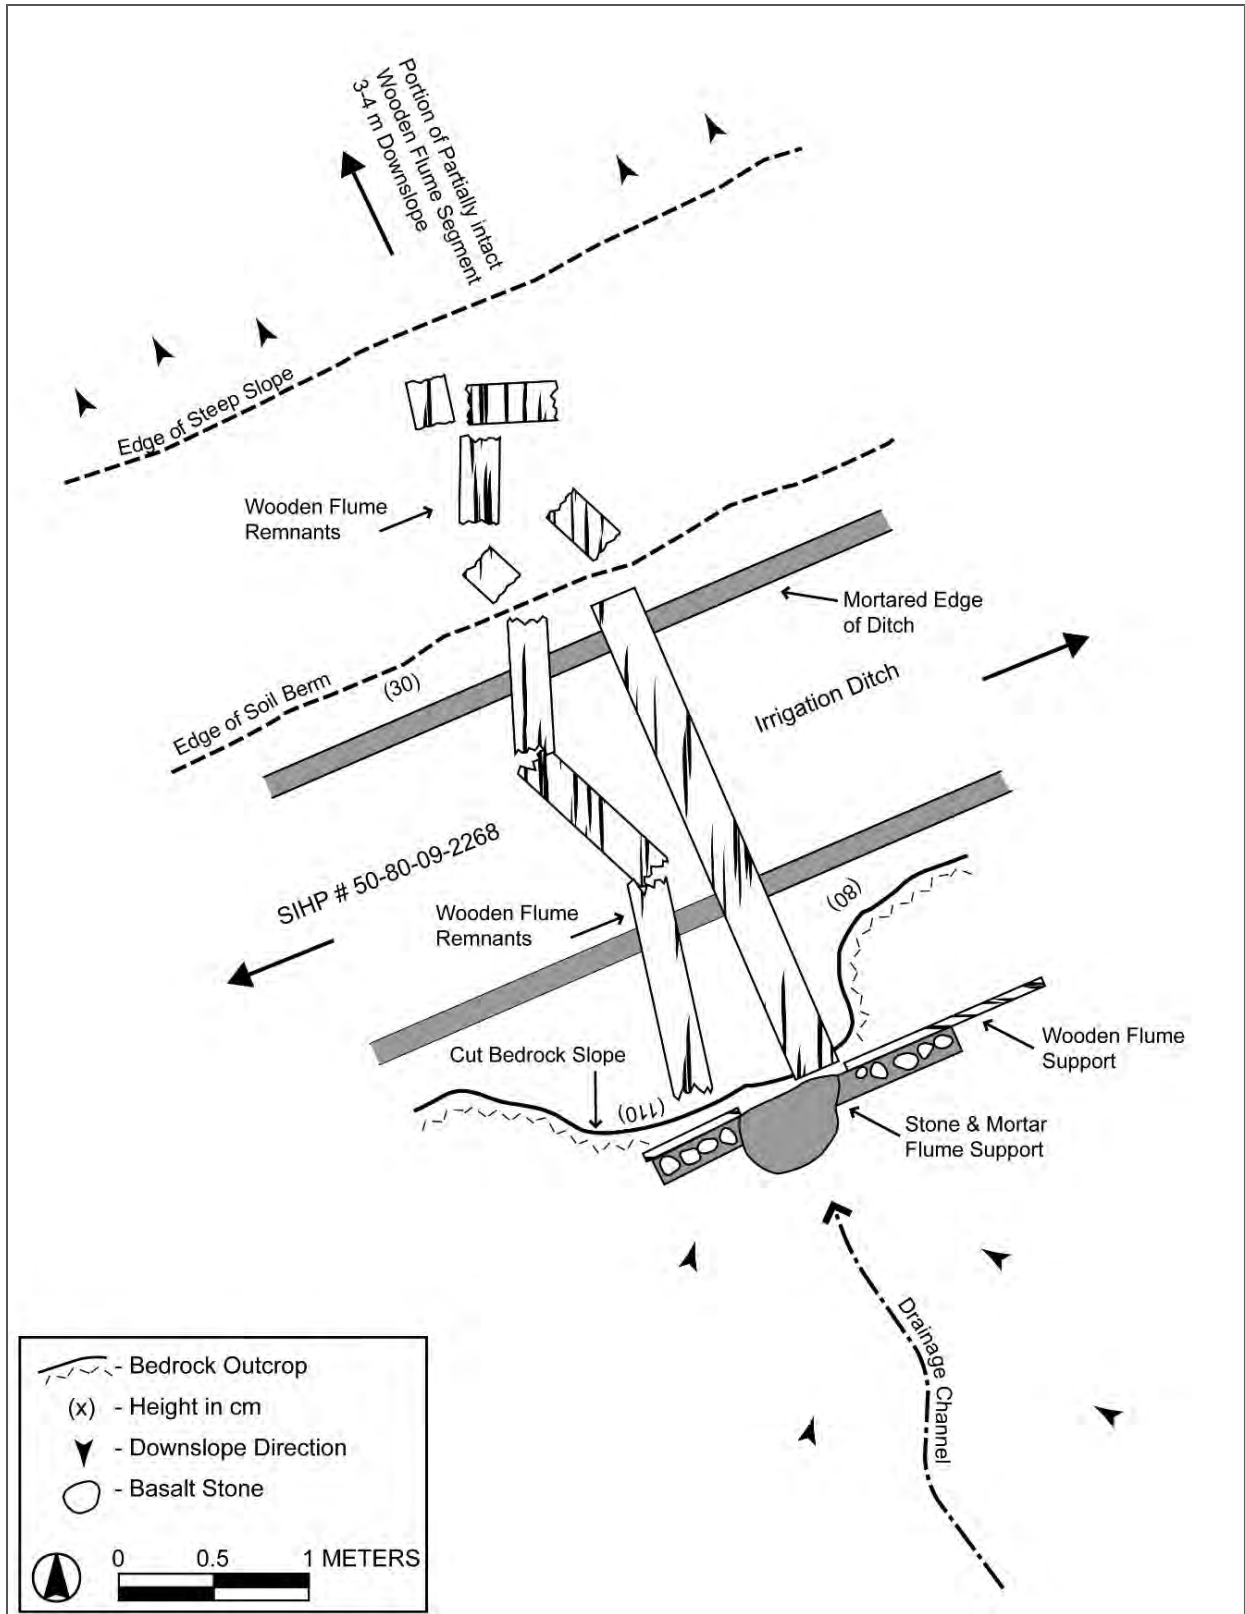 Portion of Partially intact
Wooden Flume Segment
3-4 m Downslope
Edge of Steep Slope
Wooden Flume
Remnants
Mortared Edge
of Ditch
Edge of Soil Berm
(30)
Irrigation Ditch
SIHP # 50-80-09-2268
(80)
Wooden Flume
Remnants
Cut Bedrock Slope
(110)
Wooden Flume
Support
Stone & Mortar
Flume Support
Drainage Channel
- Bedrock Outcrop
(x) - Height in cm
- Downslope Direction
- Basalt Stone
0 0.5 1 METERS